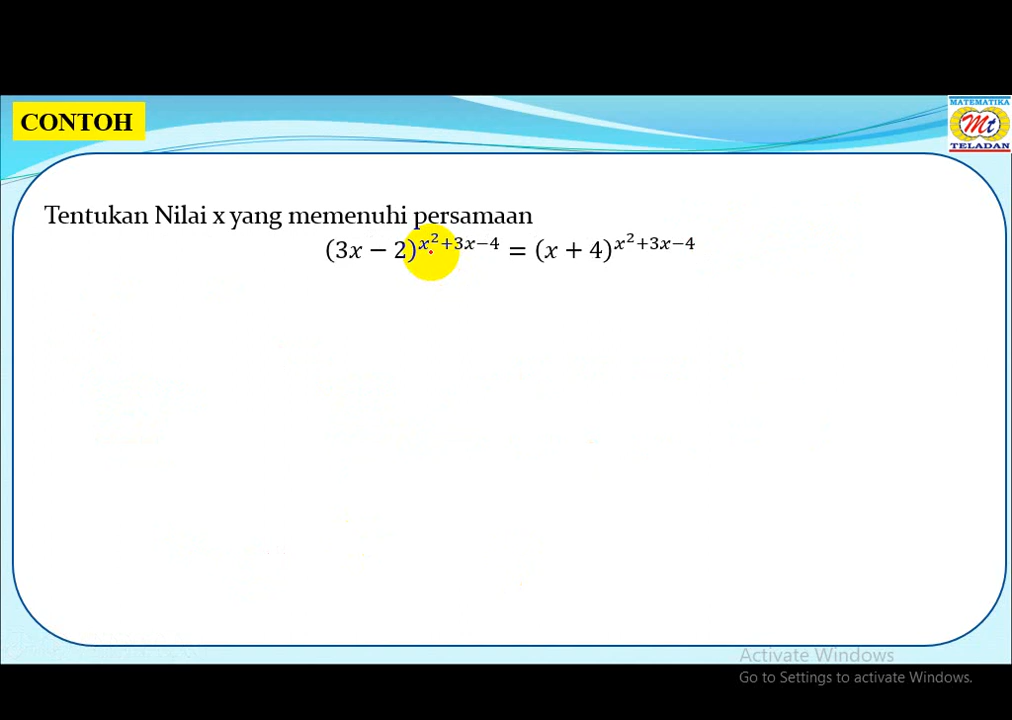 CONTOH
MATEMATIKA
Mt
TELADAN
Tentukan Nilai x yang memenuhi persamaan
(3x − 2)^{x²+3x−4} = (x + 4)^{x²+3x−4}
Activate Windows
Go to Settings to activate Windows.